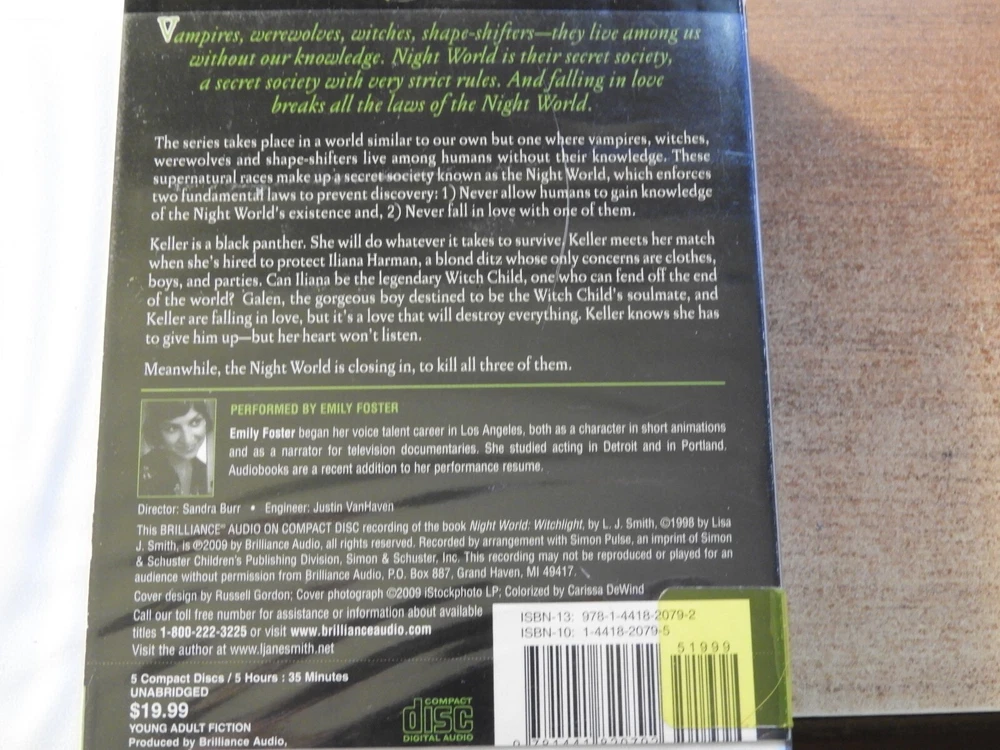 Vampires, werewolves, witches, shape-shifters—they live among us
without our knowledge. Night World is their secret society,
a secret society with very strict rules. And falling in love
breaks all the laws of the Night World.
The series takes place in a world similar to our own but one where vampires, witches,
werewolves and shape-shifters live among humans without their knowledge. These
supernatural races make up a secret society known as the Night World, which enforces
two fundamental laws to prevent discovery: 1) Never allow humans to gain knowledge
of the Night World's existence and, 2) Never fall in love with one of them.
Keller is a black panther. She will do whatever it takes to survive. Keller meets her match
when she's hired to protect Iliana Harman, a blond ditz whose only concerns are clothes,
boys, and parties. Can Iliana be the legendary Witch Child, one who can fend off the end
of the world? Galen, the gorgeous boy destined to be the Witch Child's soulmate, and
Keller are falling in love, but it's a love that will destroy everything. Keller knows she has
to give him up—but her heart won't listen.
Meanwhile, the Night World is closing in, to kill all three of them.
PERFORMED BY EMILY FOSTER
Emily Foster began her voice talent career in Los Angeles, both as a character in short animations
and as a narrator for television documentaries. She studied acting in Detroit and in Portland.
Audiobooks are a recent addition to her performance resume.
Director: Sandra Burr • Engineer: Justin VanHaven
This BRILLIANCE® AUDIO ON COMPACT DISC recording of the book Night World: Witchlight, by L. J. Smith, ©1998 by Lisa
J. Smith, is ℗2009 by Brilliance Audio, all rights reserved. Recorded by arrangement with Simon Pulse, an imprint of Simon
& Schuster Children's Publishing Division, Simon & Schuster, Inc. This recording may not be reproduced or played for an
audience without permission from Brilliance Audio, P.O. Box 887, Grand Haven, MI 49417.
Cover design by Russell Gordon; Cover photograph ©2009 iStockphoto LP; Colorized by Carissa DeWind
Call our toll free number for assistance or information about available
titles 1-800-222-3225 or visit www.brillianceaudio.com
Visit the author at www.ljanesmith.net
ISBN-13: 978-1-4418-2079-2
ISBN-10: 1-4418-2079-5
51999
5 Compact Discs / 5 Hours : 35 Minutes
UNABRIDGED
$19.99
YOUNG ADULT FICTION
Produced by Brilliance Audio,
COMPACT
disc
DIGITAL AUDIO